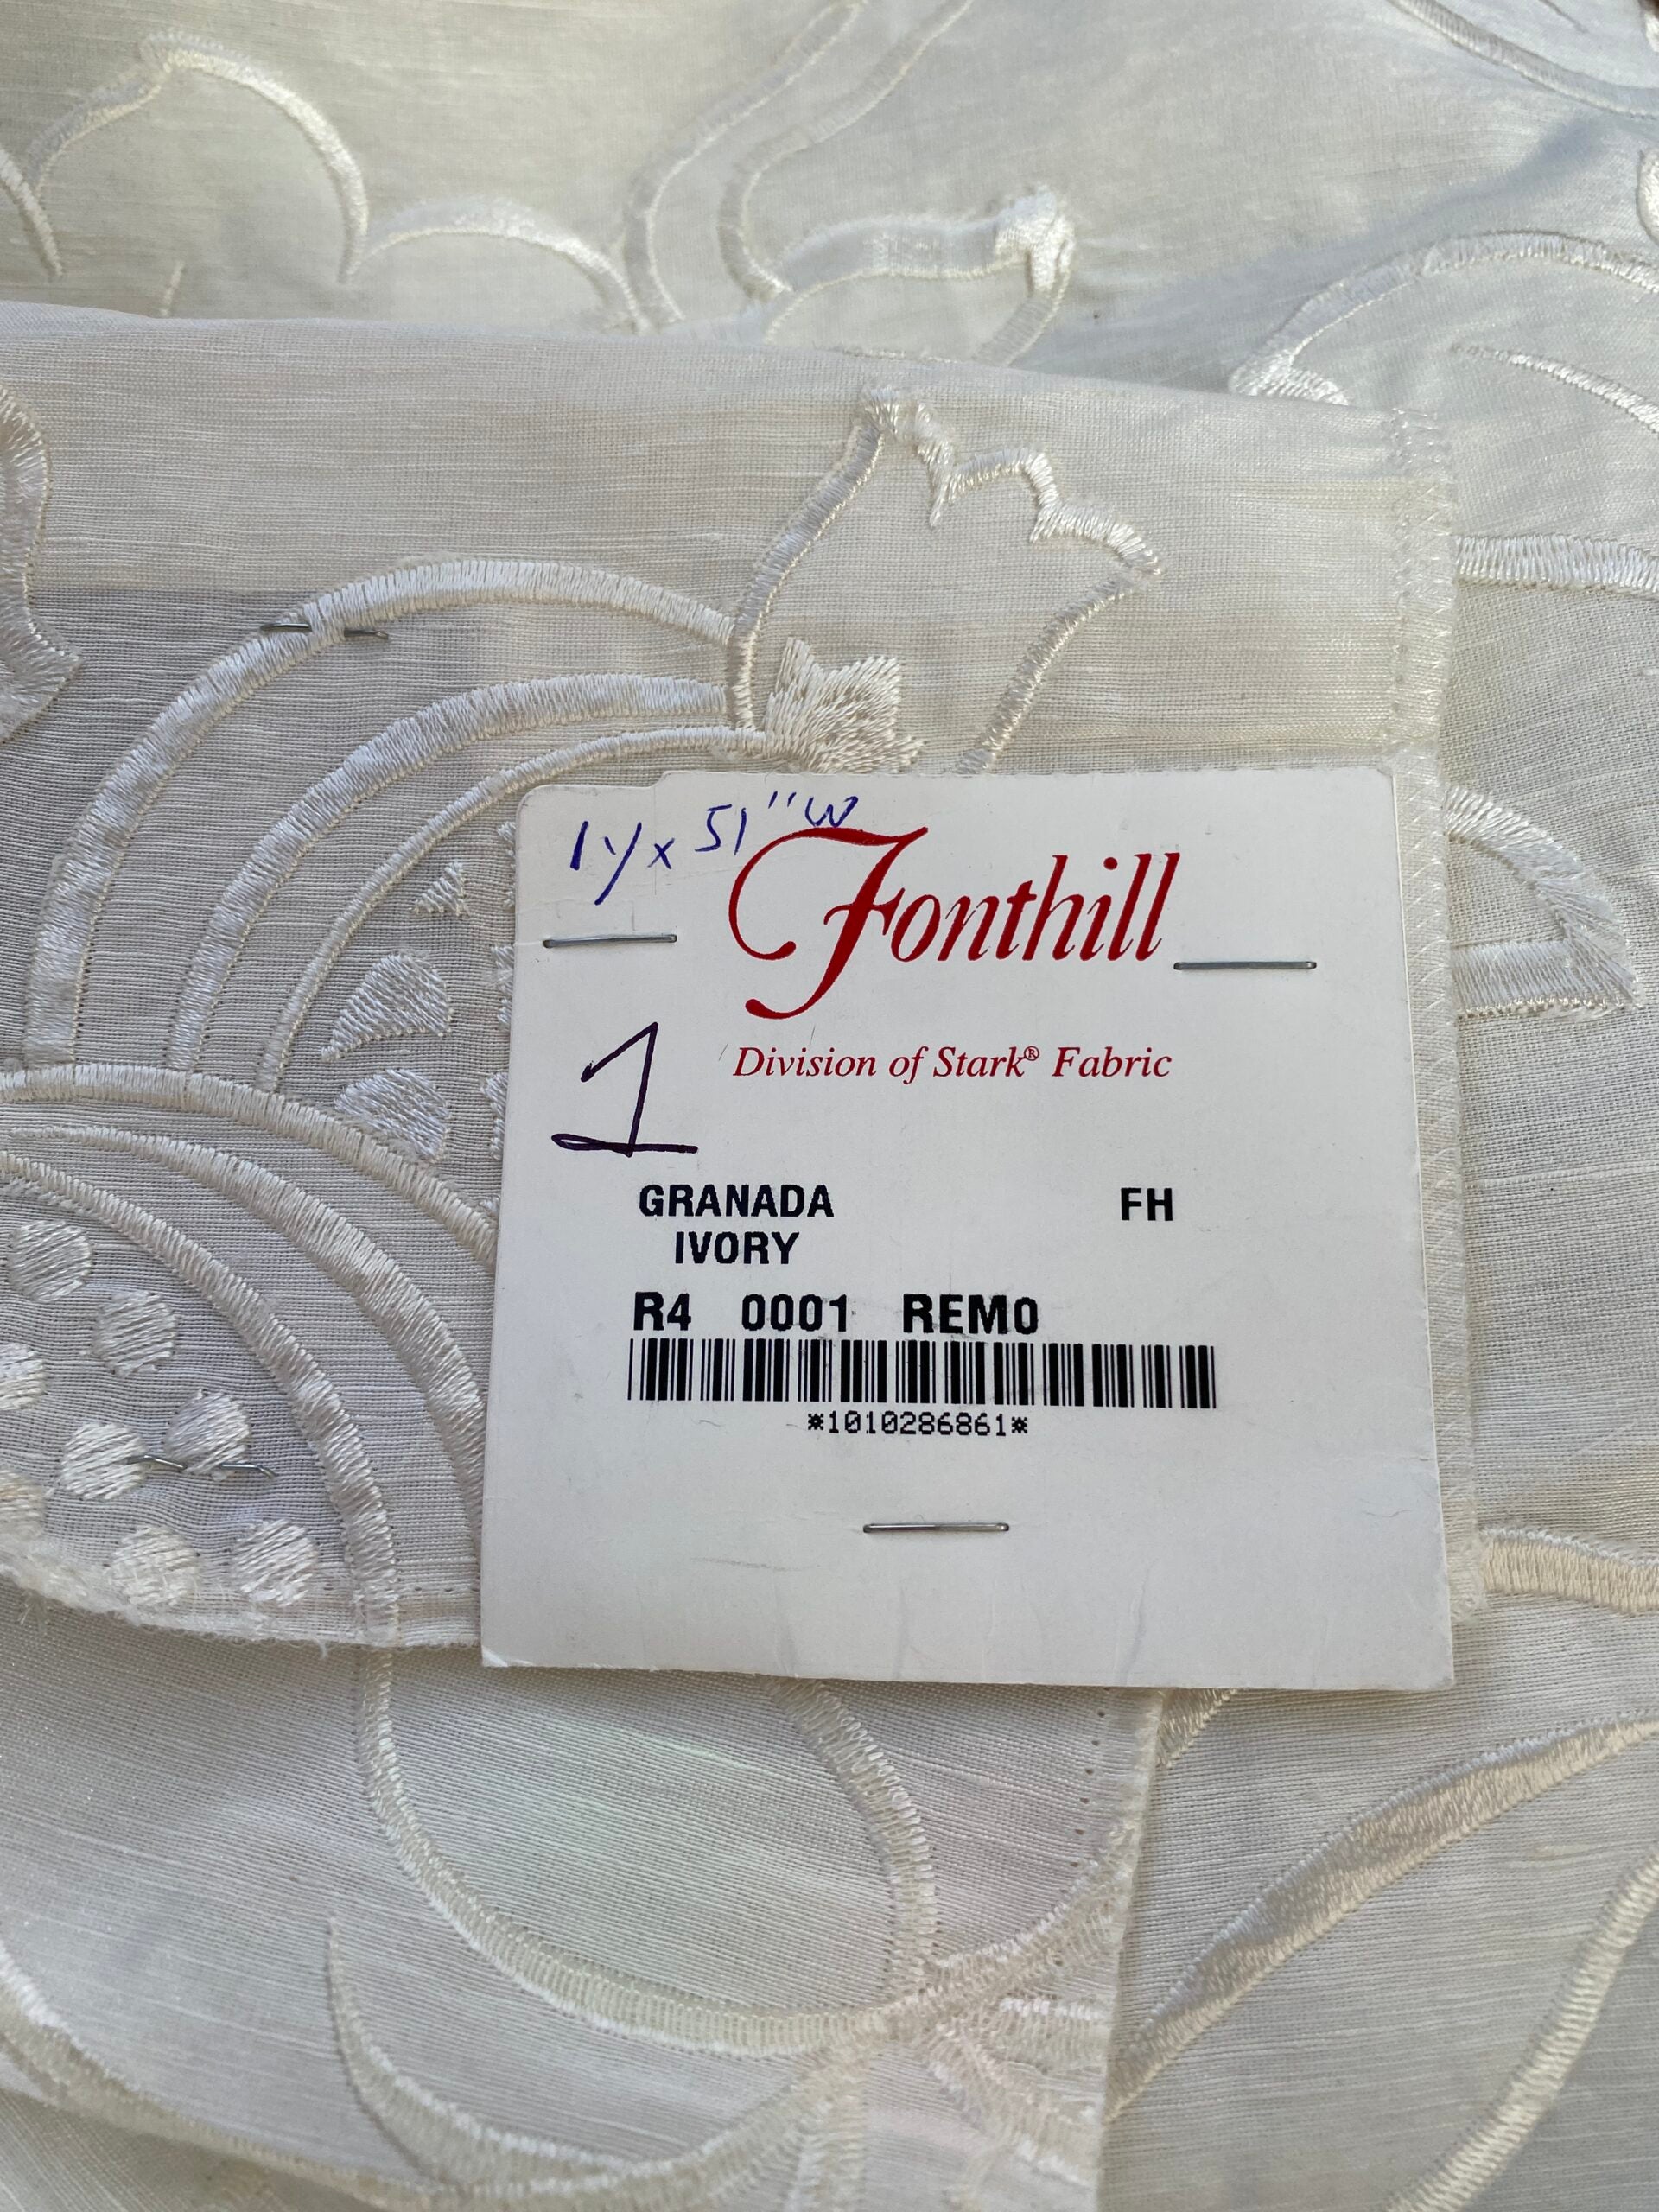 1y x 51" W
Fonthill
Division of Stark® Fabric
1
GRANADA FH
IVORY
R4 0001 REM0
*1010286861*